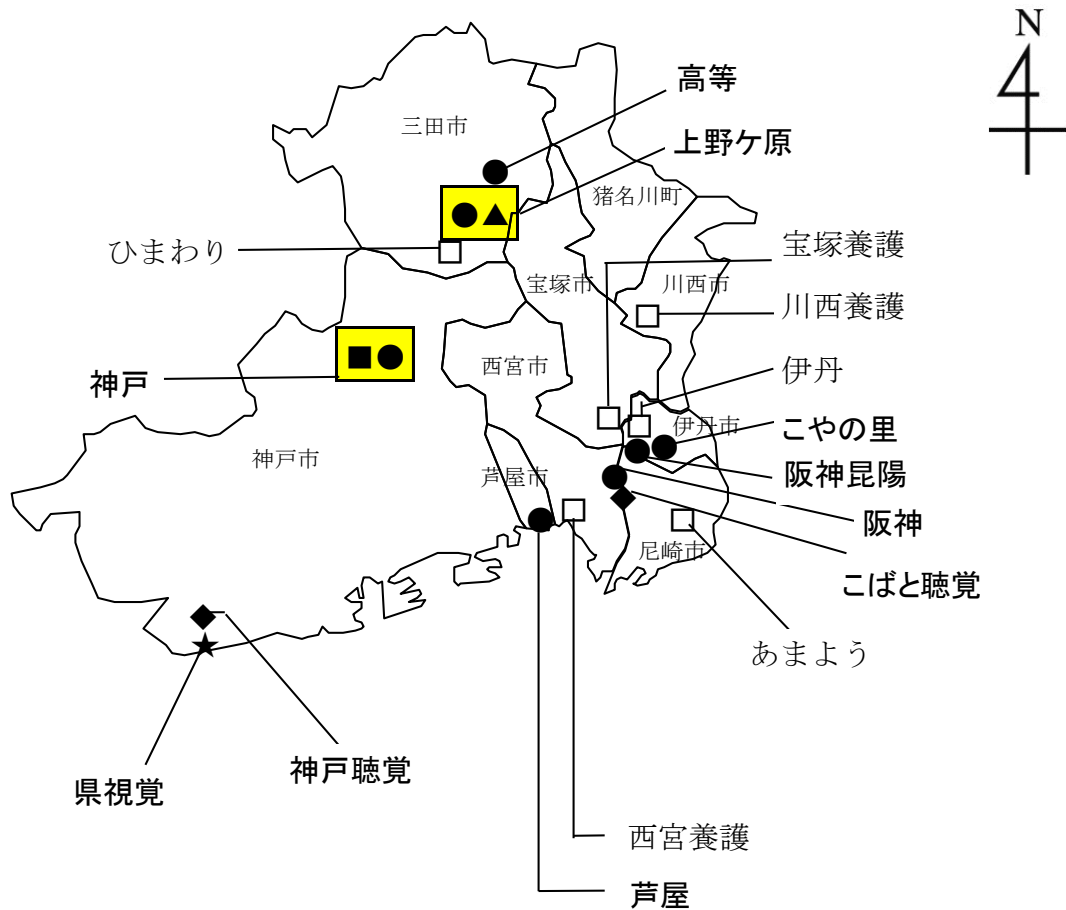 N
高等
三田市
上野ケ原
猪名川町
ひまわり
宝塚養護
宝塚市
川西市
川西養護
西宮市
伊丹
神戸
伊丹市
こやの里
神戸市
芦屋市
阪神昆陽
阪神
尼崎市
こばと聴覚
あまよう
神戸聴覚
県視覚
西宮養護
芦屋